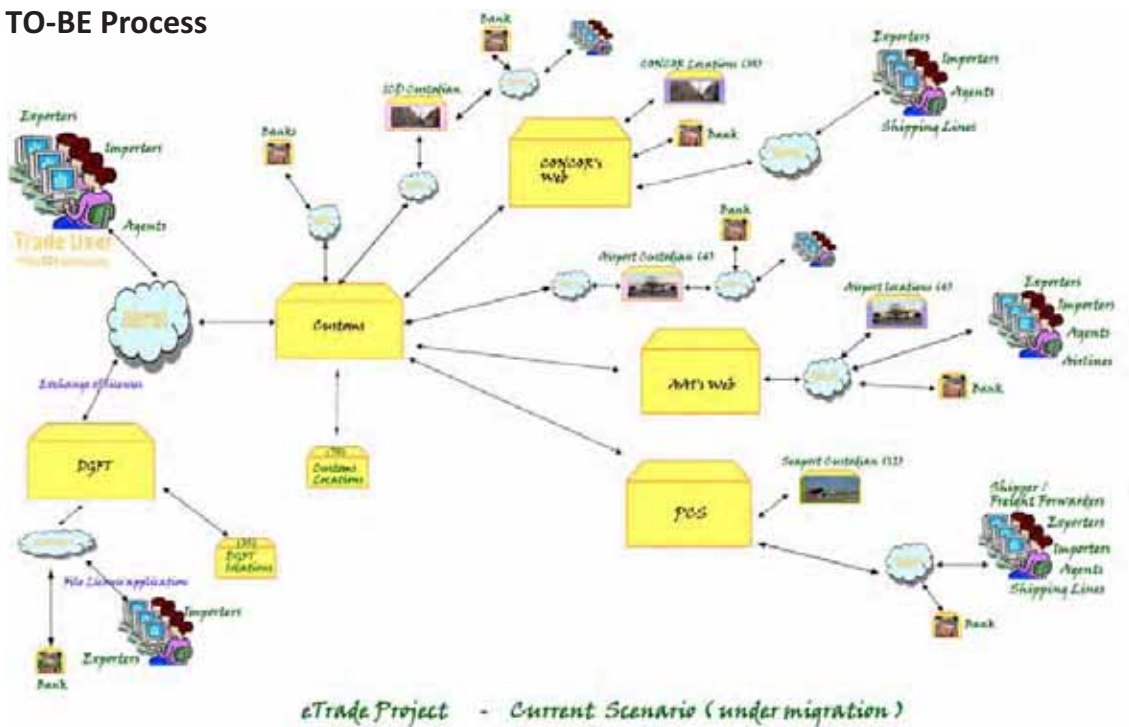 TO-BE Process
Bank
Exporters
Importers
Agents
Shipping Lines
CONCOR Locations (30)
ICD Custodian
Bank
CONCOR's
Web
Banks
Exporters
Importers
Agents
Trade User
Bank
Airport Custodian (4)
Airport Locations (4)
Exporters
Importers
Agents
Airlines
Customs
AAI's Web
Bank
Exchange of licenses
DGFT
Customs
Locations
Seaport Custodian (12)
PCS
Shipper /
Freight Forwarders
Exporters
Importers
Agents
Shipping Lines
Bank
DGFT
Locations
File License application
Importers
Exporters
Bank
eTrade Project - Current Scenario ( under migration )